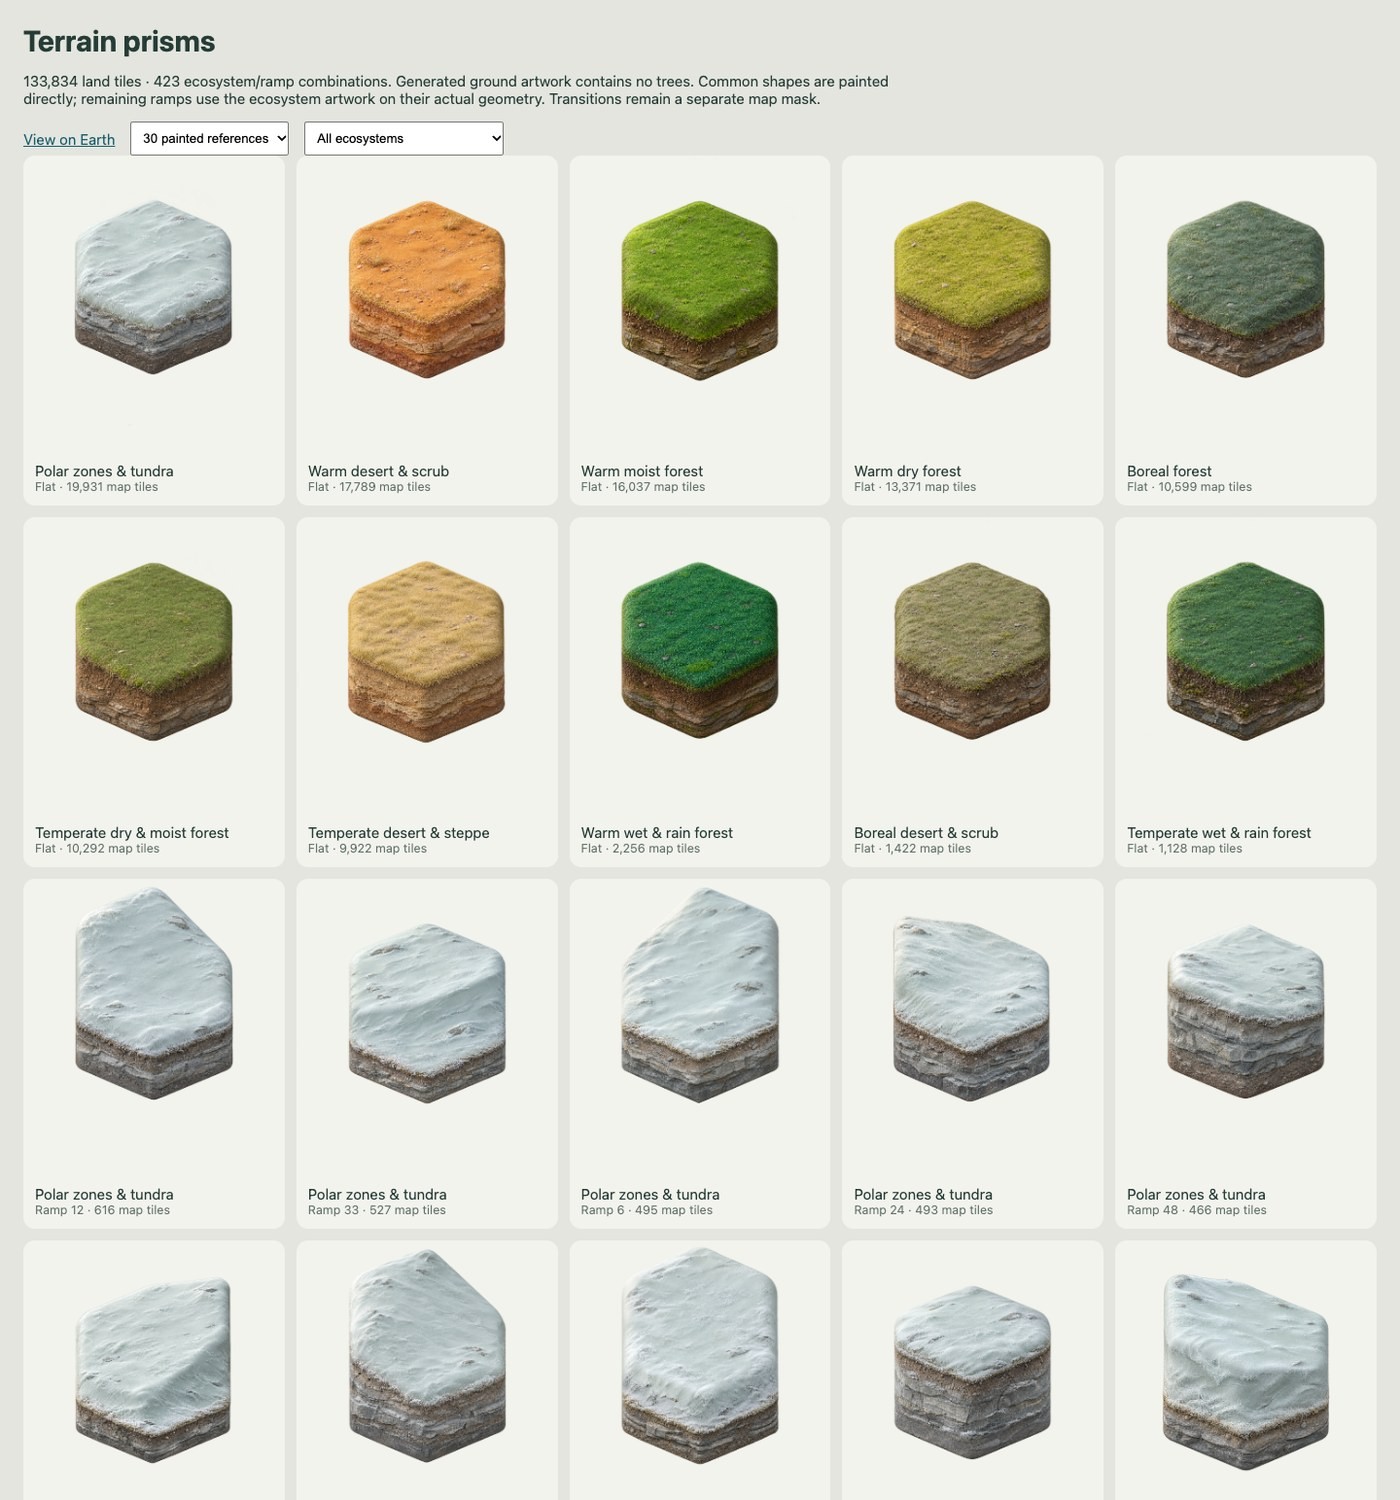 Terrain prisms
133,834 land tiles · 423 ecosystem/ramp combinations. Generated ground artwork contains no trees. Common shapes are painted
directly; remaining ramps use the ecosystem artwork on their actual geometry. Transitions remain a separate map mask.
View on Earth 30 painted references All ecosystems
Polar zones & tundra
Flat · 19,931 map tiles
Warm desert & scrub
Flat · 17,789 map tiles
Warm moist forest
Flat · 16,037 map tiles
Warm dry forest
Flat · 13,371 map tiles
Boreal forest
Flat · 10,599 map tiles
Temperate dry & moist forest
Flat · 10,292 map tiles
Temperate desert & steppe
Flat · 9,922 map tiles
Warm wet & rain forest
Flat · 2,256 map tiles
Boreal desert & scrub
Flat · 1,422 map tiles
Temperate wet & rain forest
Flat · 1,128 map tiles
Polar zones & tundra
Ramp 12 · 616 map tiles
Polar zones & tundra
Ramp 33 · 527 map tiles
Polar zones & tundra
Ramp 6 · 495 map tiles
Polar zones & tundra
Ramp 24 · 493 map tiles
Polar zones & tundra
Ramp 48 · 466 map tiles